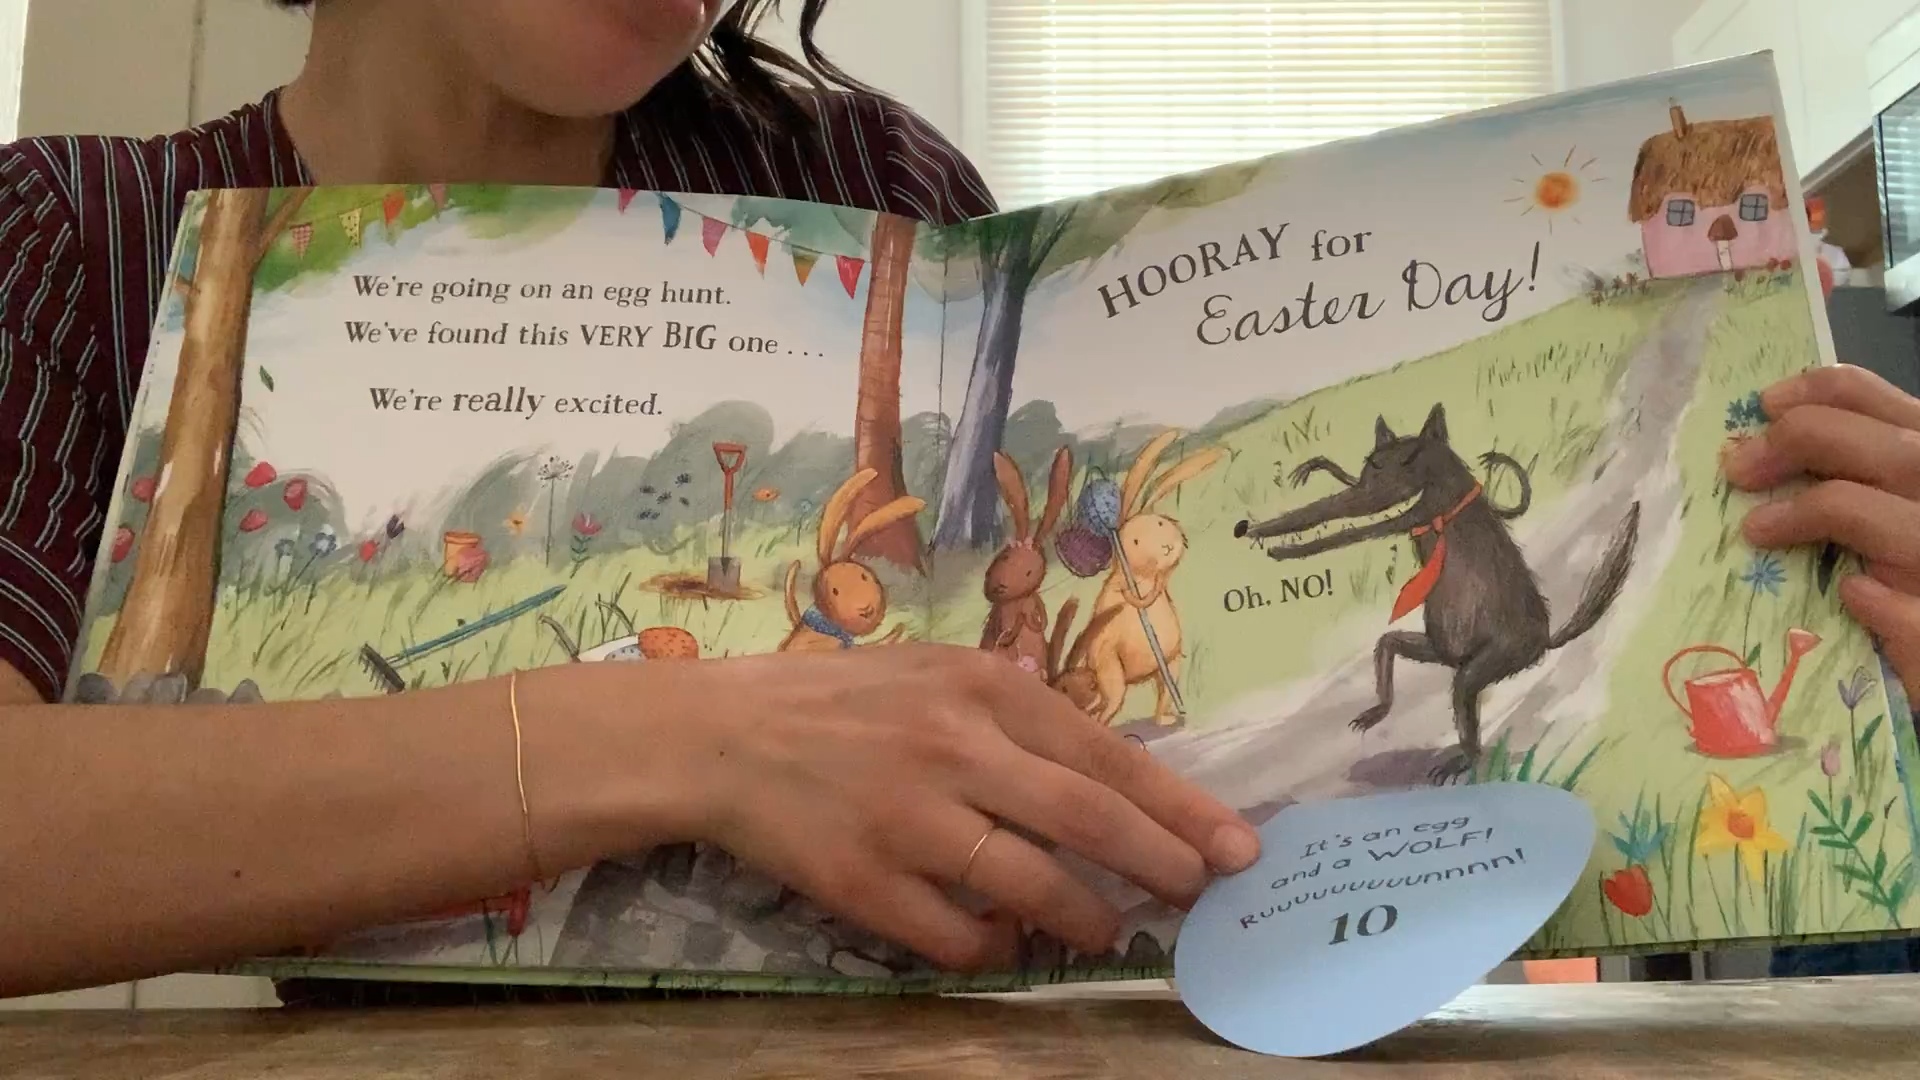 We're going on an egg hunt.
We've found this VERY BIG one . . .
We're really excited.
HOORAY for
Easter Day!
Oh, NO!
It's an egg
and a WOLF!
Ruuuuuuuuunnnnn!
10